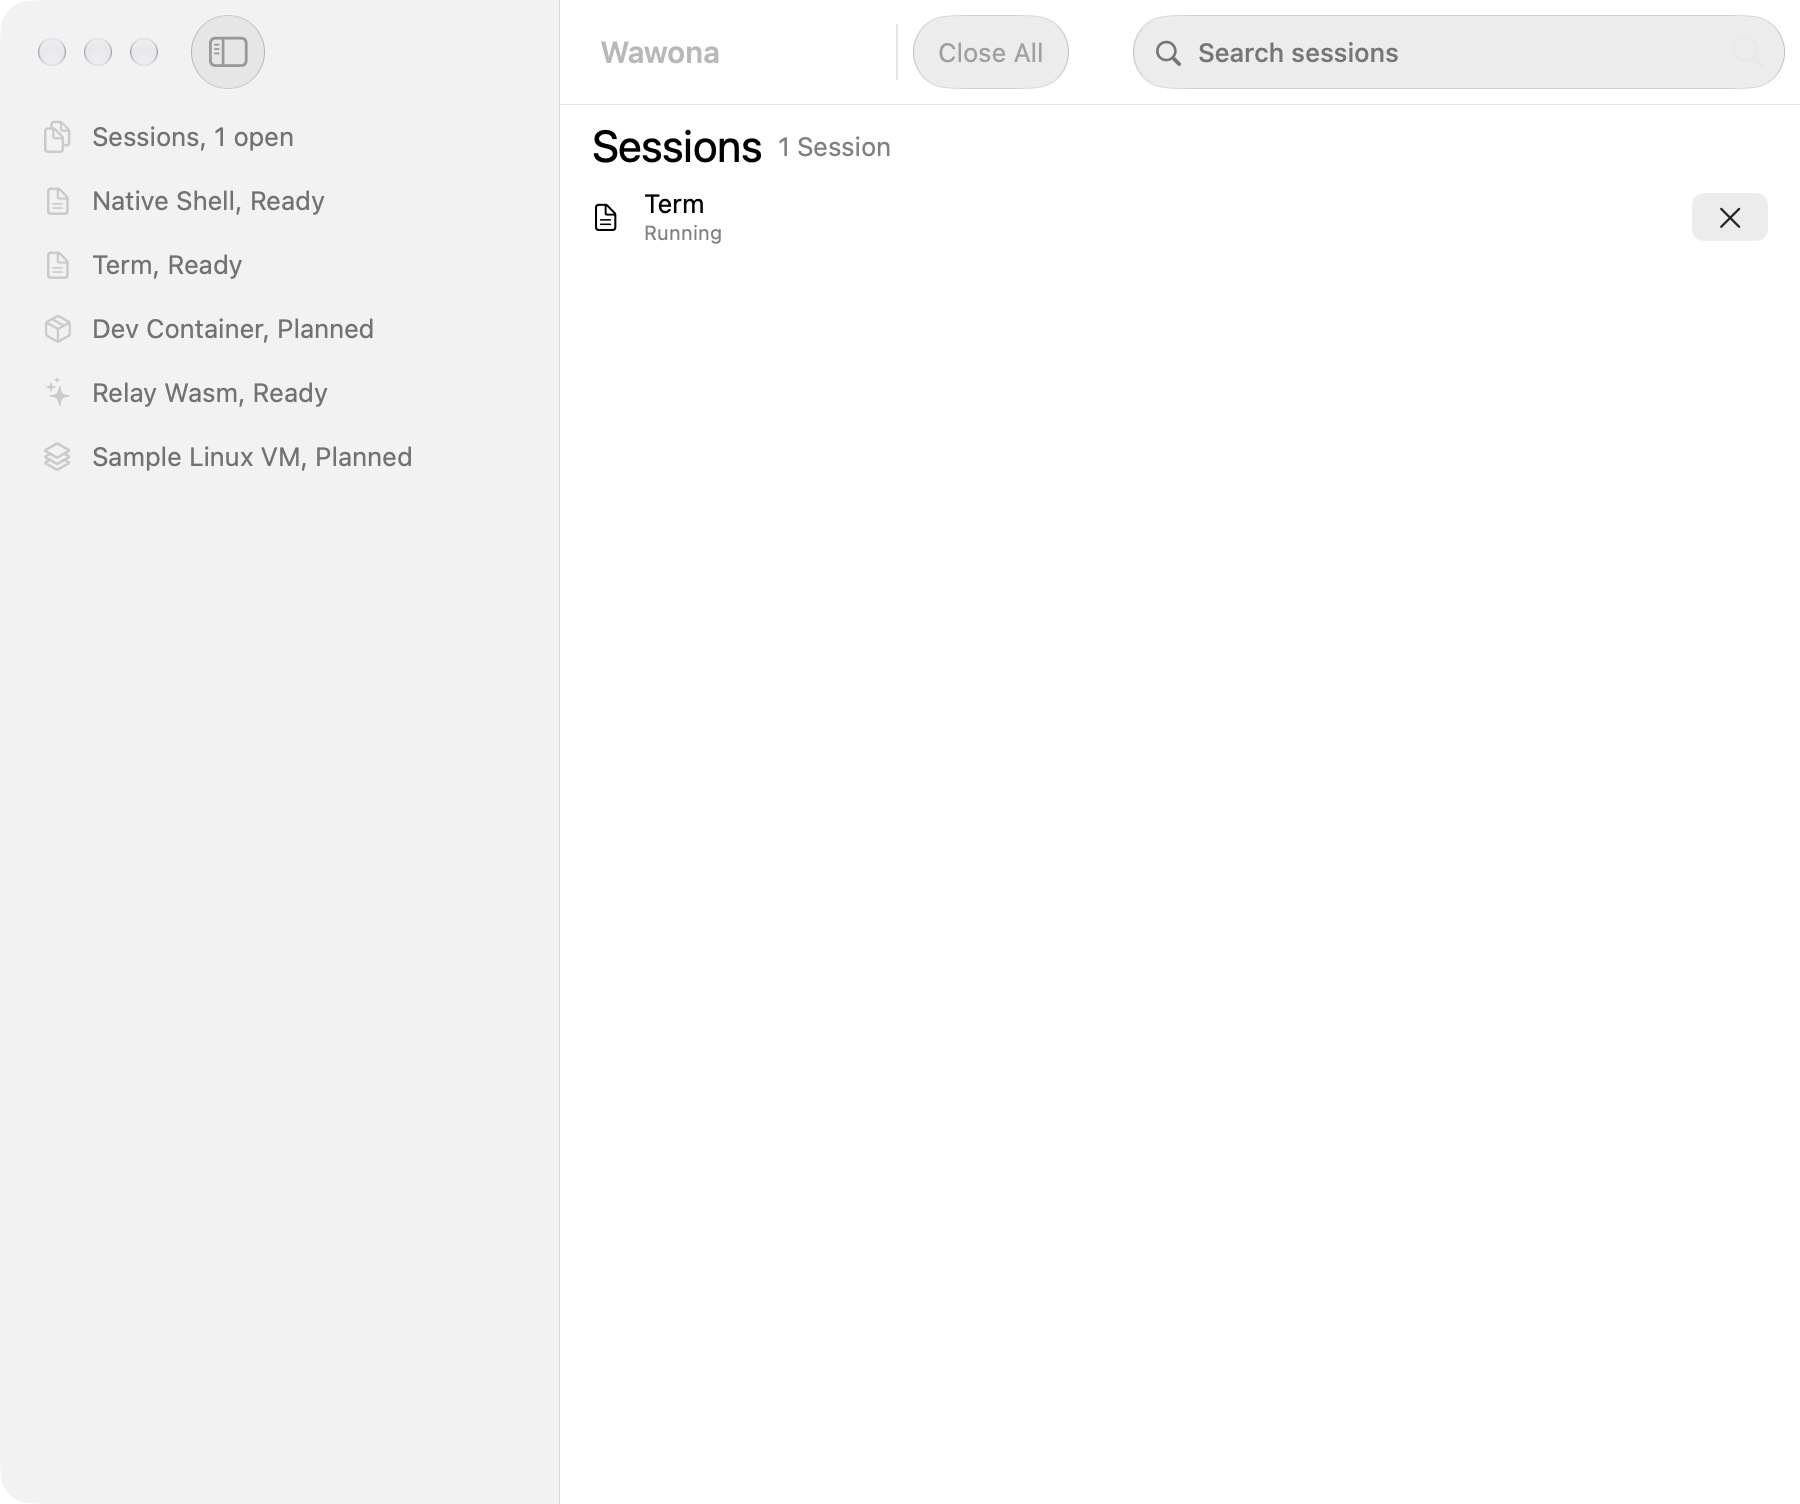 Wawona
Close All
Search sessions
Sessions, 1 open
Native Shell, Ready
Term, Ready
Dev Container, Planned
Relay Wasm, Ready
Sample Linux VM, Planned
Sessions 1 Session
Term
Running